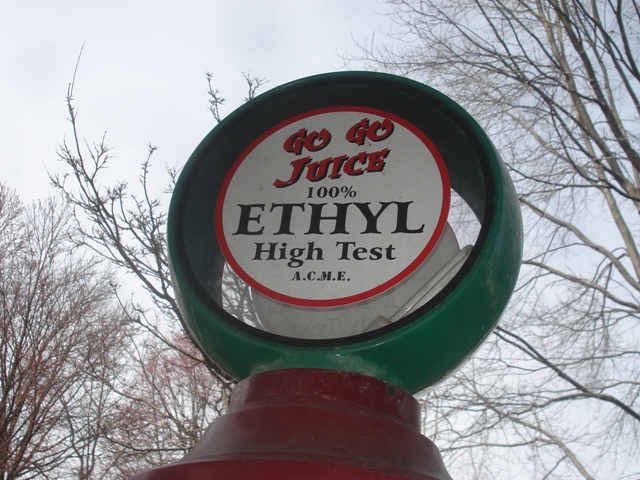 GO GO
JUICE
100%
ETHYL
High Test
A.C.M.E.